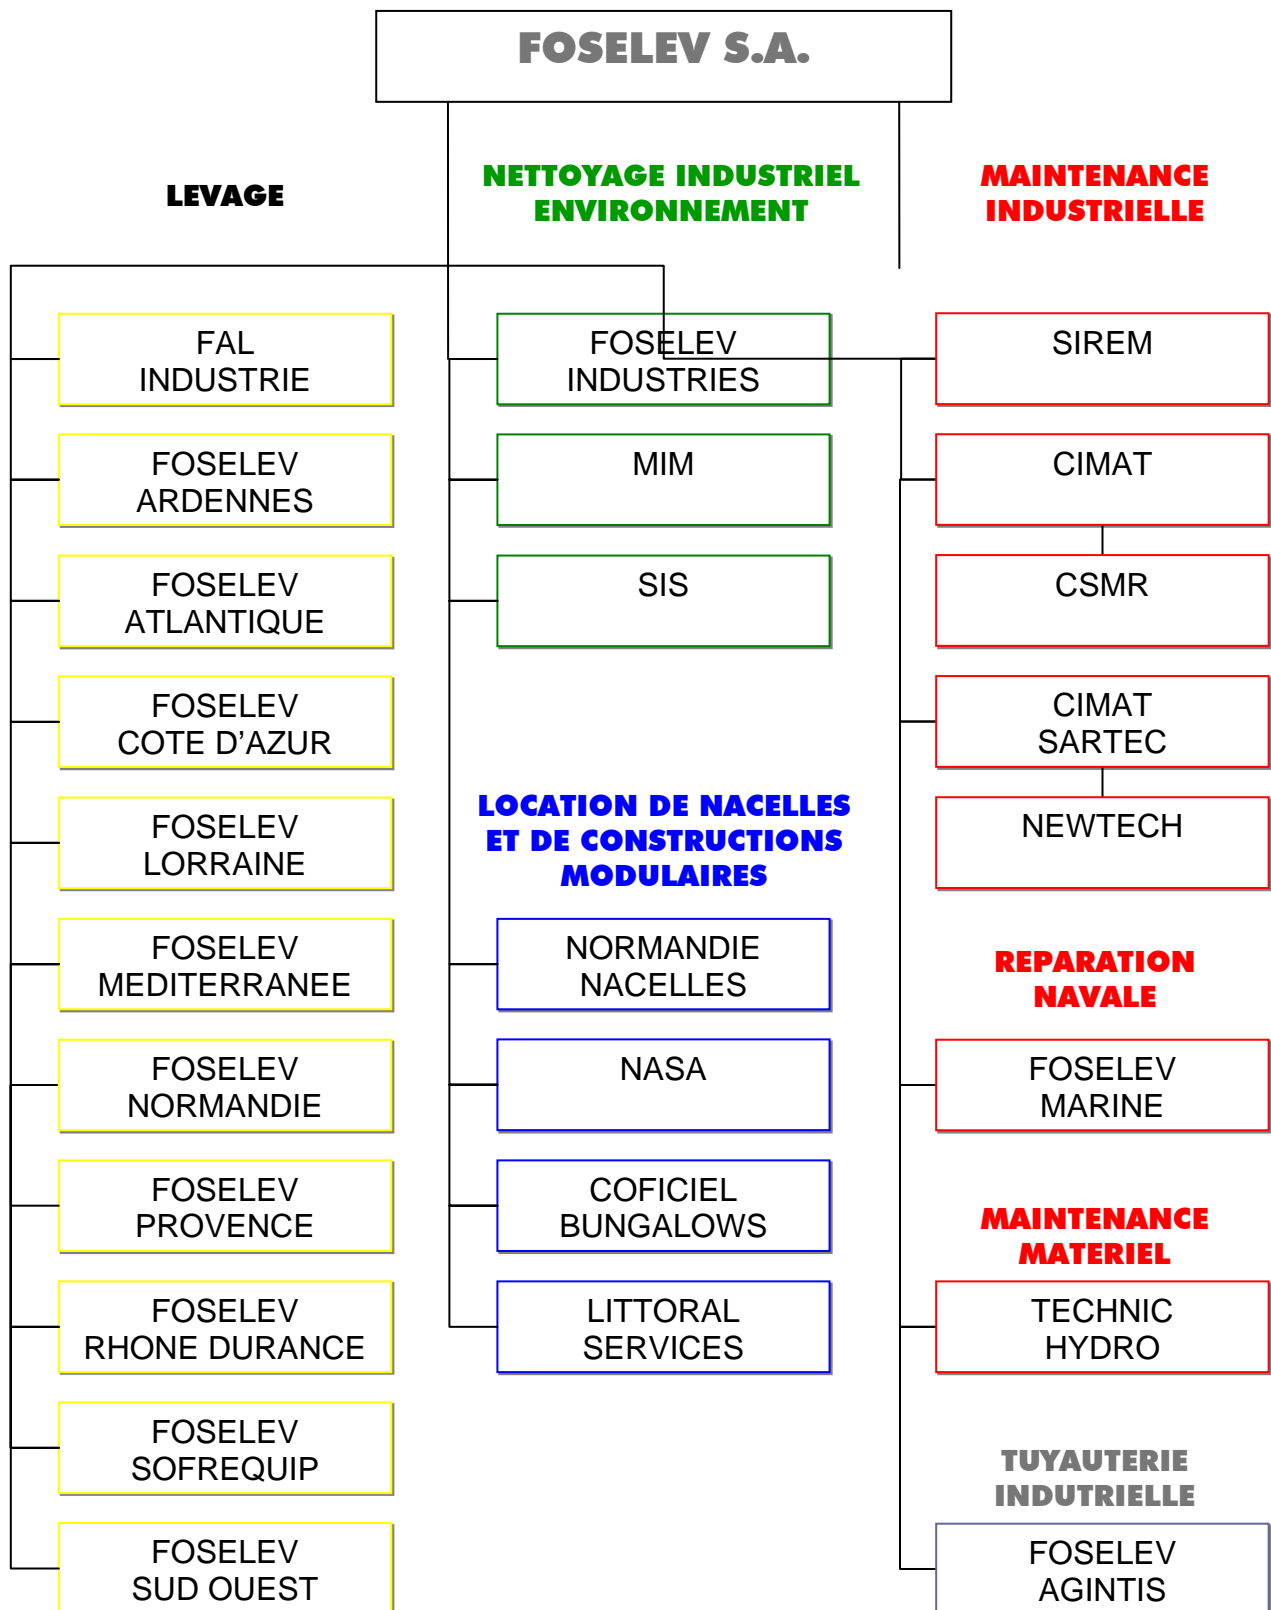 FOSELEV S.A.
LEVAGE
FAL
INDUSTRIE
FOSELEV
ARDENNES
FOSELEV
ATLANTIQUE
FOSELEV
COTE D’AZUR
FOSELEV
LORRAINE
FOSELEV
MEDITERRANEE
FOSELEV
NORMANDIE
FOSELEV
PROVENCE
FOSELEV
RHONE DURANCE
FOSELEV
SOFREQUIP
FOSELEV
SUD OUEST
NETTOYAGE INDUSTRIEL
ENVIRONNEMENT
FOSELEV
INDUSTRIES
MIM
SIS
LOCATION DE NACELLES
ET DE CONSTRUCTIONS
MODULAIRES
NORMANDIE
NACELLES
NASA
COFICIEL
BUNGALOWS
LITTORAL
SERVICES
MAINTENANCE
INDUSTRIELLE
SIREM
CIMAT
CSMR
CIMAT
SARTEC
NEWTECH
REPARATION
NAVALE
FOSELEV
MARINE
MAINTENANCE
MATERIEL
TECHNIC
HYDRO
TUYAUTERIE
INDUTRIELLE
FOSELEV
AGINTIS